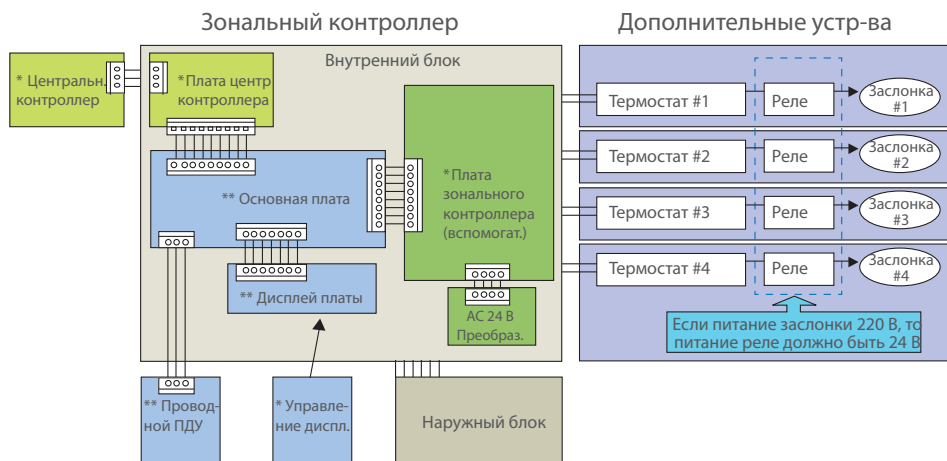 Зональный контроллер
Дополнительные устр-ва
Внутренний блок
* Центральн.
контроллер
* Плата центр
контроллера
** Основная плата
** Дисплей платы
* Плата
зонального
контроллера
(вспомогат.)
АС 24 В
Преобраз.
** Провод-
ной ПДУ
* Управле-
ние диспл.
Наружный блок
Термостат #1
Реле
Заслонка
#1
Термостат #2
Реле
Заслонка
#2
Термостат #3
Реле
Заслонка
#3
Термостат #4
Реле
Заслонка
#4
Если питание заслонки 220 В, то
питание реле должно быть 24 В